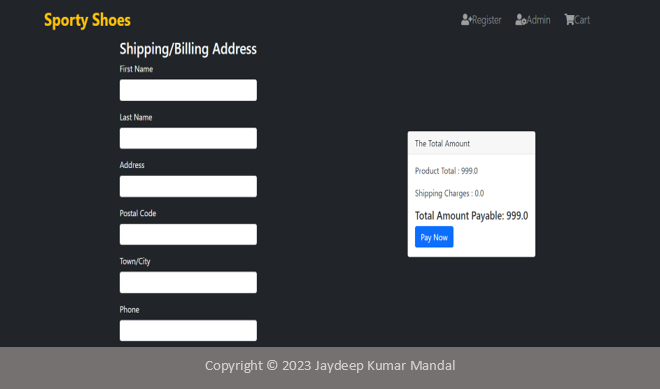 Sporty Shoes
Register Admin Cart
Shipping/Billing Address
First Name
Last Name
Address
Postal Code
Town/City
Phone
The Total Amount
Product Total : 999.0
Shipping Charges : 0.0
Total Amount Payable: 999.0
Pay Now
Copyright © 2023 Jaydeep Kumar Mandal